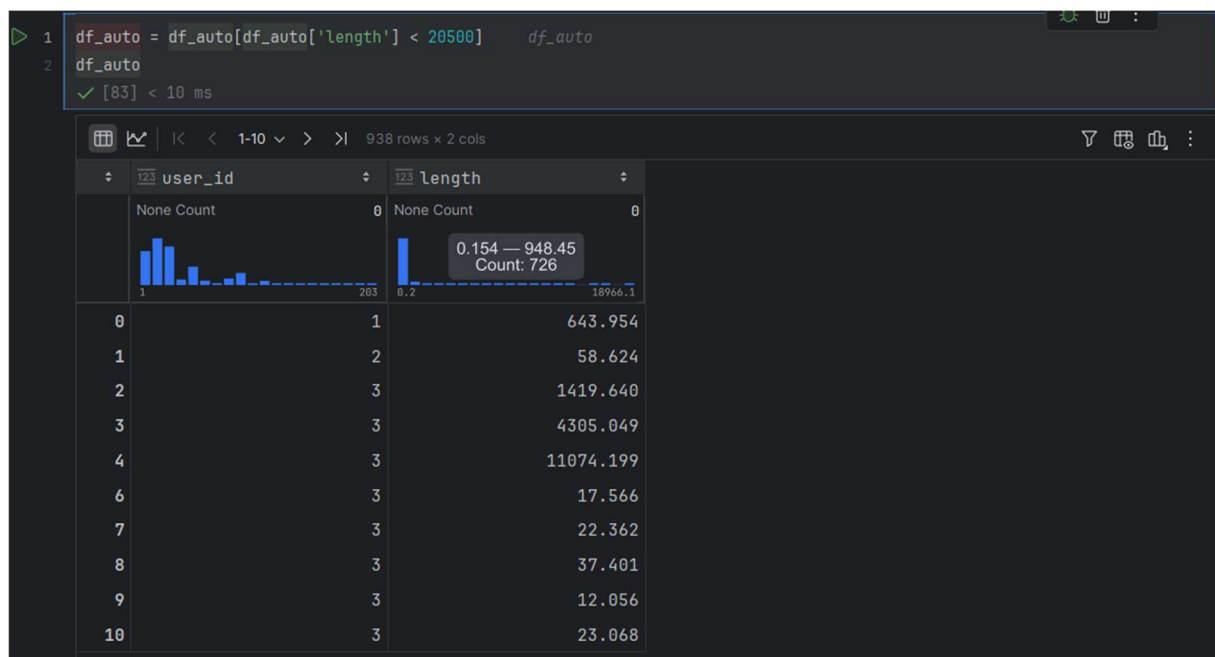 1 df_auto = df_auto[df_auto['length'] < 20500] df_auto
2 df_auto
[83] < 10 ms
1-10 938 rows × 2 cols
123 user_id 123 length
None Count 0 None Count 0
0.154 — 948.45
Count: 726
1 203 0.2 18966.1
0 1 643.954
1 2 58.624
2 3 1419.640
3 3 4305.049
4 3 11074.199
6 3 17.566
7 3 22.362
8 3 37.401
9 3 12.056
10 3 23.068